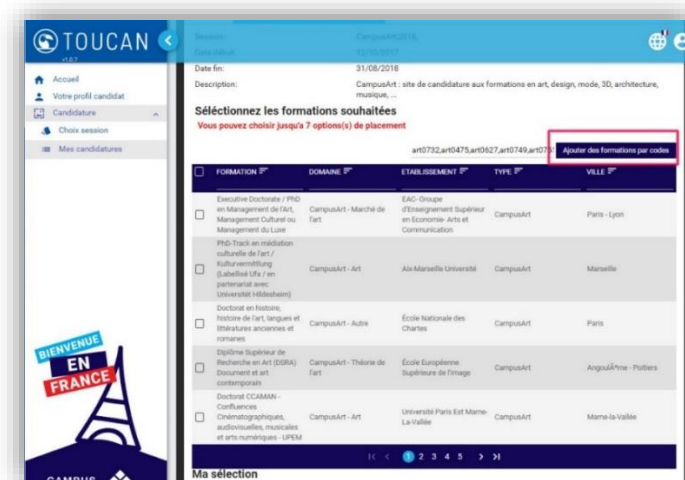 TOUCAN
v1.0.7
Accueil
Votre profil candidat
Candidature
Choix session
Mes candidatures
BIENVENUE
EN
FRANCE
CAMPUS
Session:
CampusArt,2018,
Date début:
12/10/2017
Date fin:
31/08/2018
Description:
CampusArt : site de candidature aux formations en art, design, mode, 3D, architecture,
musique, ...
Séléctionnez les formations souhaitées
Vous pouvez choisir jusqu'a 7 options(s) de placement
art0732,art0475,art0627,art0749,art075
Ajouter des formations par codes
FORMATION DOMAINE ETABLISSEMENT TYPE VILLE
Executive Doctorate / PhD
en Management de l'Art,
Management Culturel ou
Management du Luxe
CampusArt - Marché de
l'art
EAC- Groupe
d'Enseignement Supérieur
en Economie- Arts et
Communication
CampusArt
Paris - Lyon
PhD-Track en médiation
culturelle de l'art /
Kulturvermittlung
(Labellisé Ufa / en
partenariat avec
Universität Hildesheim)
CampusArt - Art
Aix-Marseille Université
CampusArt
Marseille
Doctorat en histoire,
histoire de l'art, langues et
littératures anciennes et
romanes
CampusArt - Autre
École Nationale des
Chartes
CampusArt
Paris
Diplôme Supérieur de
Recherche en Art (DSRA)
Document et art
contemporain
CampusArt - Théorie de
l'art
École Européenne
Supérieure de l'Image
CampusArt
AngoulÃªme - Poitiers
Doctorat CCAMAN -
Confluences
Cinématographiques,
audiovisuelles, musicales
et arts numériques - UPEM
CampusArt - Art
Université Paris Est Marne-
La-Vallée
CampusArt
Marne-la-Vallée
1 2 3 4 5
Ma sélection